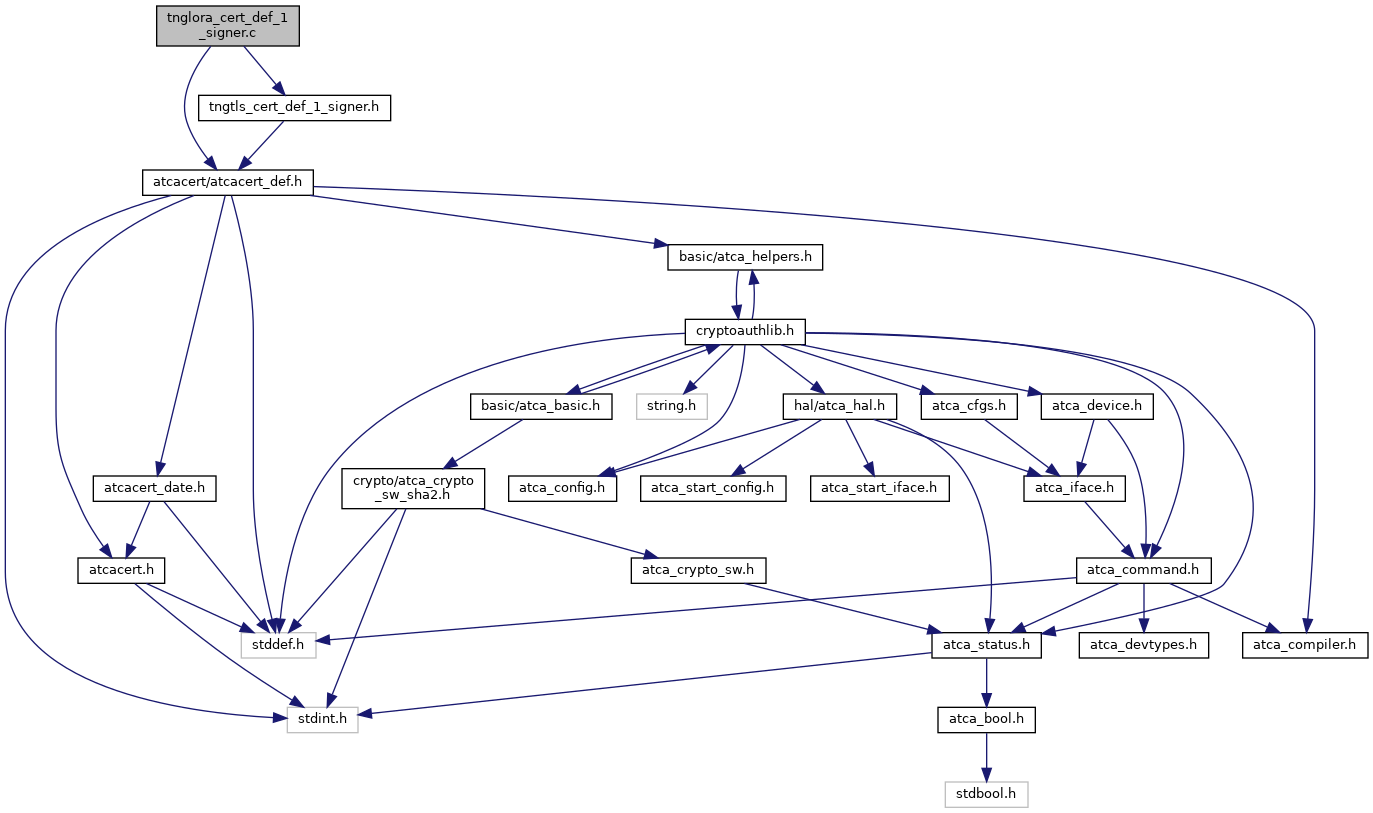 tnglora_cert_def_1
_signer.c
tngtls_cert_def_1_signer.h
atcacert/atcacert_def.h
basic/atca_helpers.h
cryptoauthlib.h
basic/atca_basic.h
string.h
hal/atca_hal.h
atca_cfgs.h
atca_device.h
atcacert_date.h
crypto/atca_crypto
_sw_sha2.h
atca_config.h
atca_start_config.h
atca_start_iface.h
atca_iface.h
atcacert.h
atca_crypto_sw.h
atca_command.h
stddef.h
atca_status.h
atca_devtypes.h
atca_compiler.h
stdint.h
atca_bool.h
stdbool.h